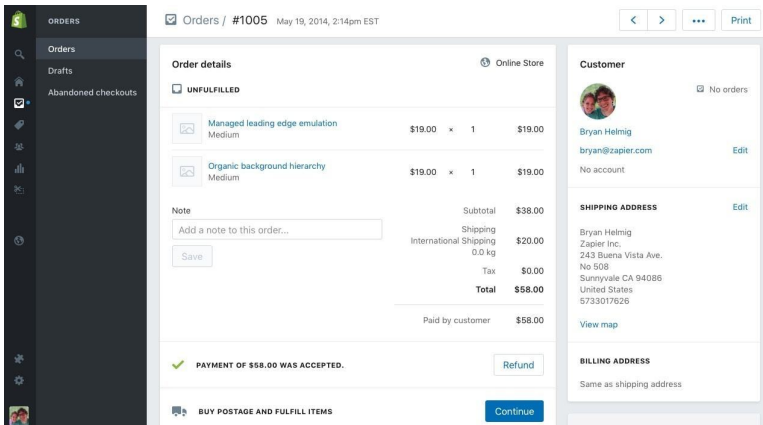 ORDERS
Orders
Drafts
Abandoned checkouts
Orders / #1005 May 19, 2014, 2:14pm EST
Print
Order details
Online Store
UNFULFILLED
Managed leading edge emulation
Medium
$19.00 × 1 $19.00
Organic background hierarchy
Medium
$19.00 × 1 $19.00
Note
Add a note to this order...
Save
Subtotal $38.00
Shipping
International Shipping $20.00
0.0 kg
Tax $0.00
Total $58.00
Paid by customer $58.00
PAYMENT OF $58.00 WAS ACCEPTED.
Refund
BUY POSTAGE AND FULFILL ITEMS
Continue
Customer
No orders
Bryan Helmig
bryan@zapier.com Edit
No account
SHIPPING ADDRESS Edit
Bryan Helmig
Zapier Inc.
243 Buena Vista Ave.
No 508
Sunnyvale CA 94086
United States
5733017626
View map
BILLING ADDRESS
Same as shipping address